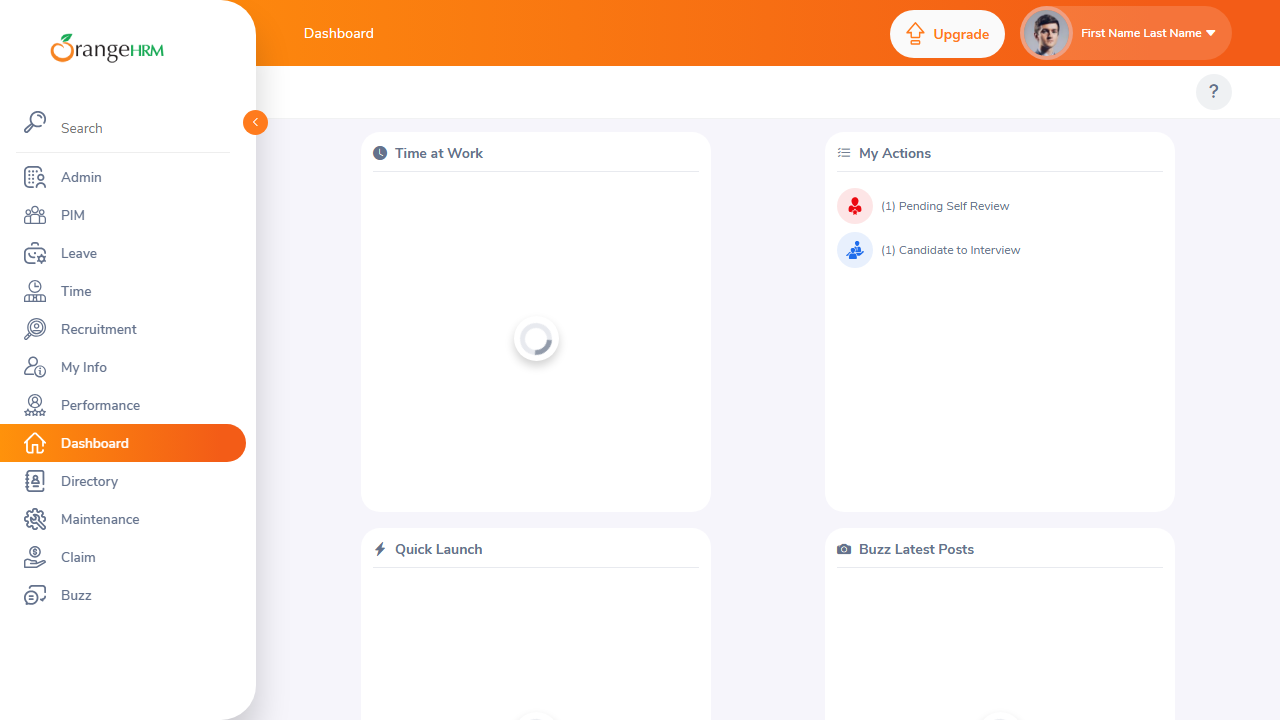 OrangeHRM
Search
Admin
PIM
Leave
Time
Recruitment
My Info
Performance
Dashboard
Directory
Maintenance
Claim
Buzz
Dashboard
Upgrade
First Name Last Name
?
Time at Work
My Actions
(1) Pending Self Review
(1) Candidate to Interview
Quick Launch
Buzz Latest Posts